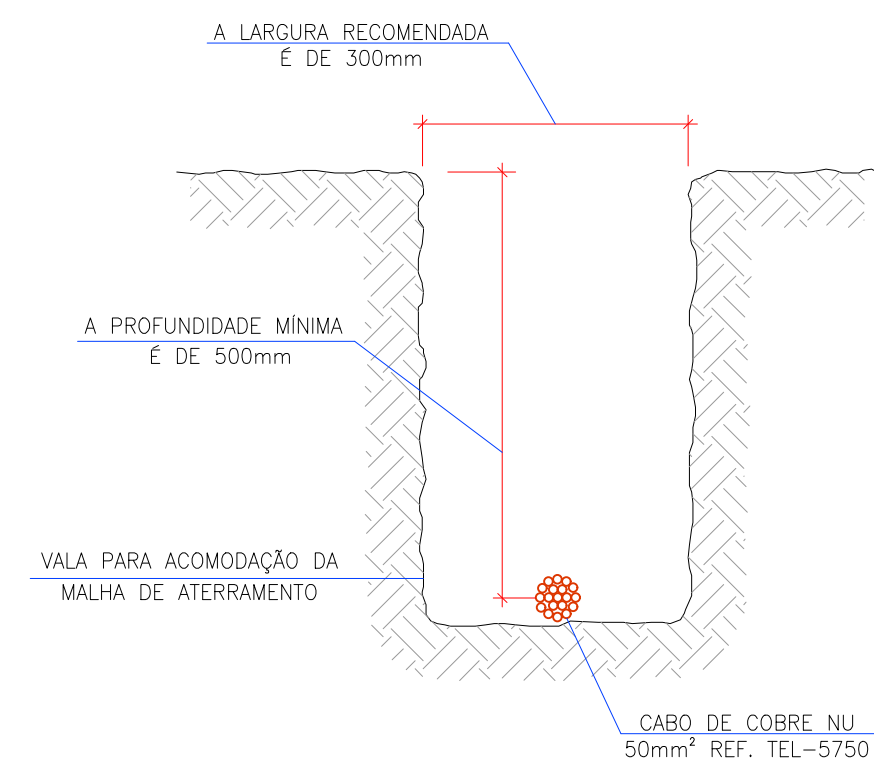 A LARGURA RECOMENDADA
É DE 300mm
A PROFUNDIDADE MÍNIMA
É DE 500mm
VALA PARA ACOMODAÇÃO DA
MALHA DE ATERRAMENTO
CABO DE COBRE NU
50mm² REF. TEL-5750